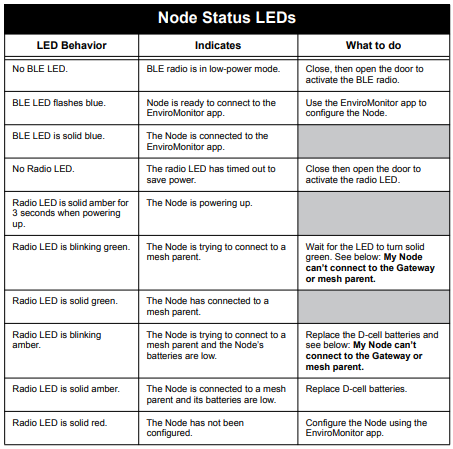 Node Status LEDs
LED Behavior Indicates What to do
No BLE LED. BLE radio is in low-power mode. Close, then open the door to
activate the BLE radio.
BLE LED flashes blue. Node is ready to connect to the Use the EnviroMonitor app to
EnviroMonitor app. configure the Node.
BLE LED is solid blue. The Node is connected to the
EnviroMonitor app.
No Radio LED. The radio LED has timed out to Close then open the door to
save power. activate the radio LED.
Radio LED is solid amber for The Node is powering up.
3 seconds when powering
up.
Radio LED is blinking green. The Node is trying to connect to a Wait for the LED to turn solid
mesh parent. green. See below: My Node
can't connect to the Gateway
or mesh parent.
Radio LED is solid green. The Node has connected to a
mesh parent.
Radio LED is blinking The Node is trying to connect to a Replace the D-cell batteries and
amber. mesh parent and the Node's see below: My Node can't
batteries are low. connect to the Gateway or
mesh parent.
Radio LED is solid amber. The Node is connected to a mesh Replace D-cell batteries.
parent and its batteries are low.
Radio LED is solid red. The Node has not been Configure the Node using the
configured. EnviroMonitor app.